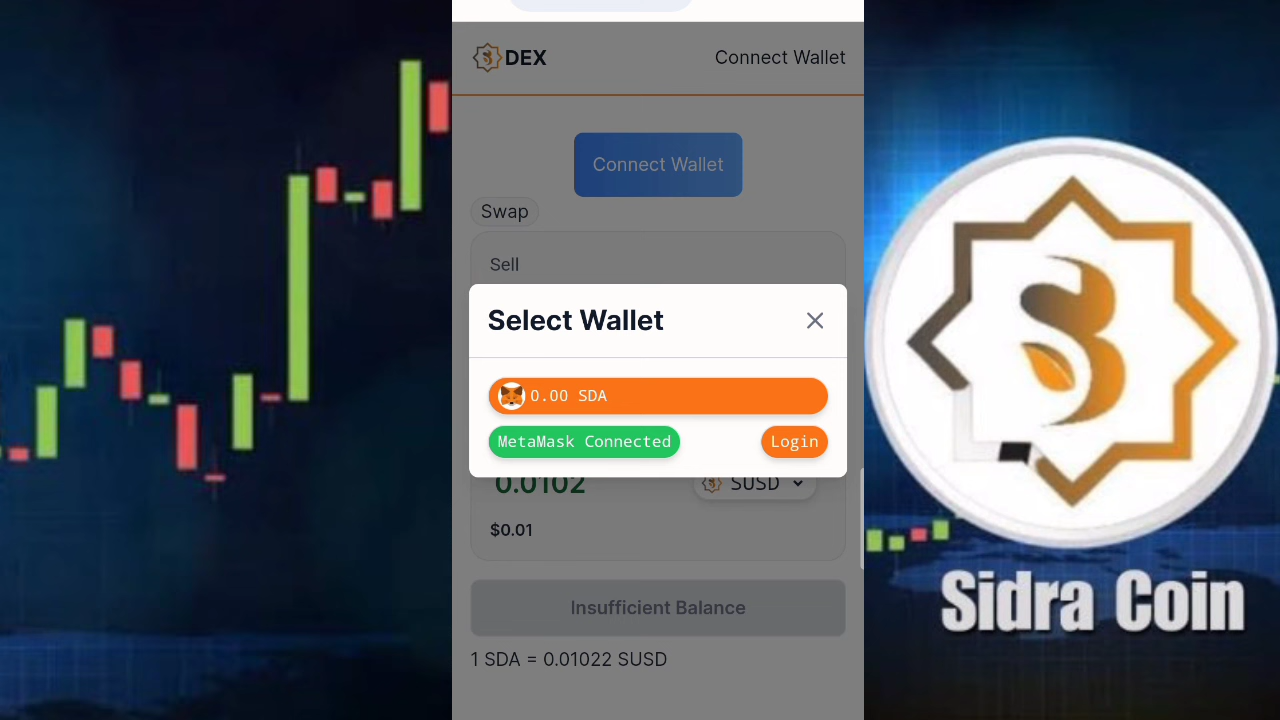 DEX
Connect Wallet
Connect Wallet
Swap
Sell
Select Wallet
0.00 SDA
MetaMask Connected
Login
0.0102
SUSD
$0.01
Insufficient Balance
1 SDA = 0.01022 SUSD
Sidra Coin